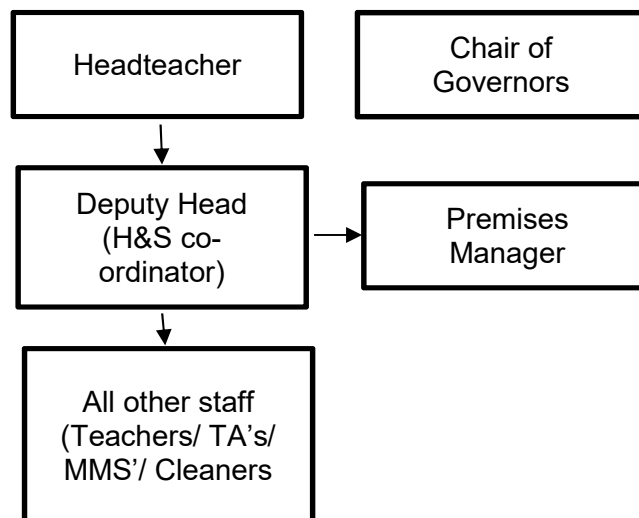 Headteacher
Chair of
Governors
Deputy Head
(H&S co-
ordinator)
Premises
Manager
All other staff
(Teachers/ TA’s/
MMS’/ Cleaners